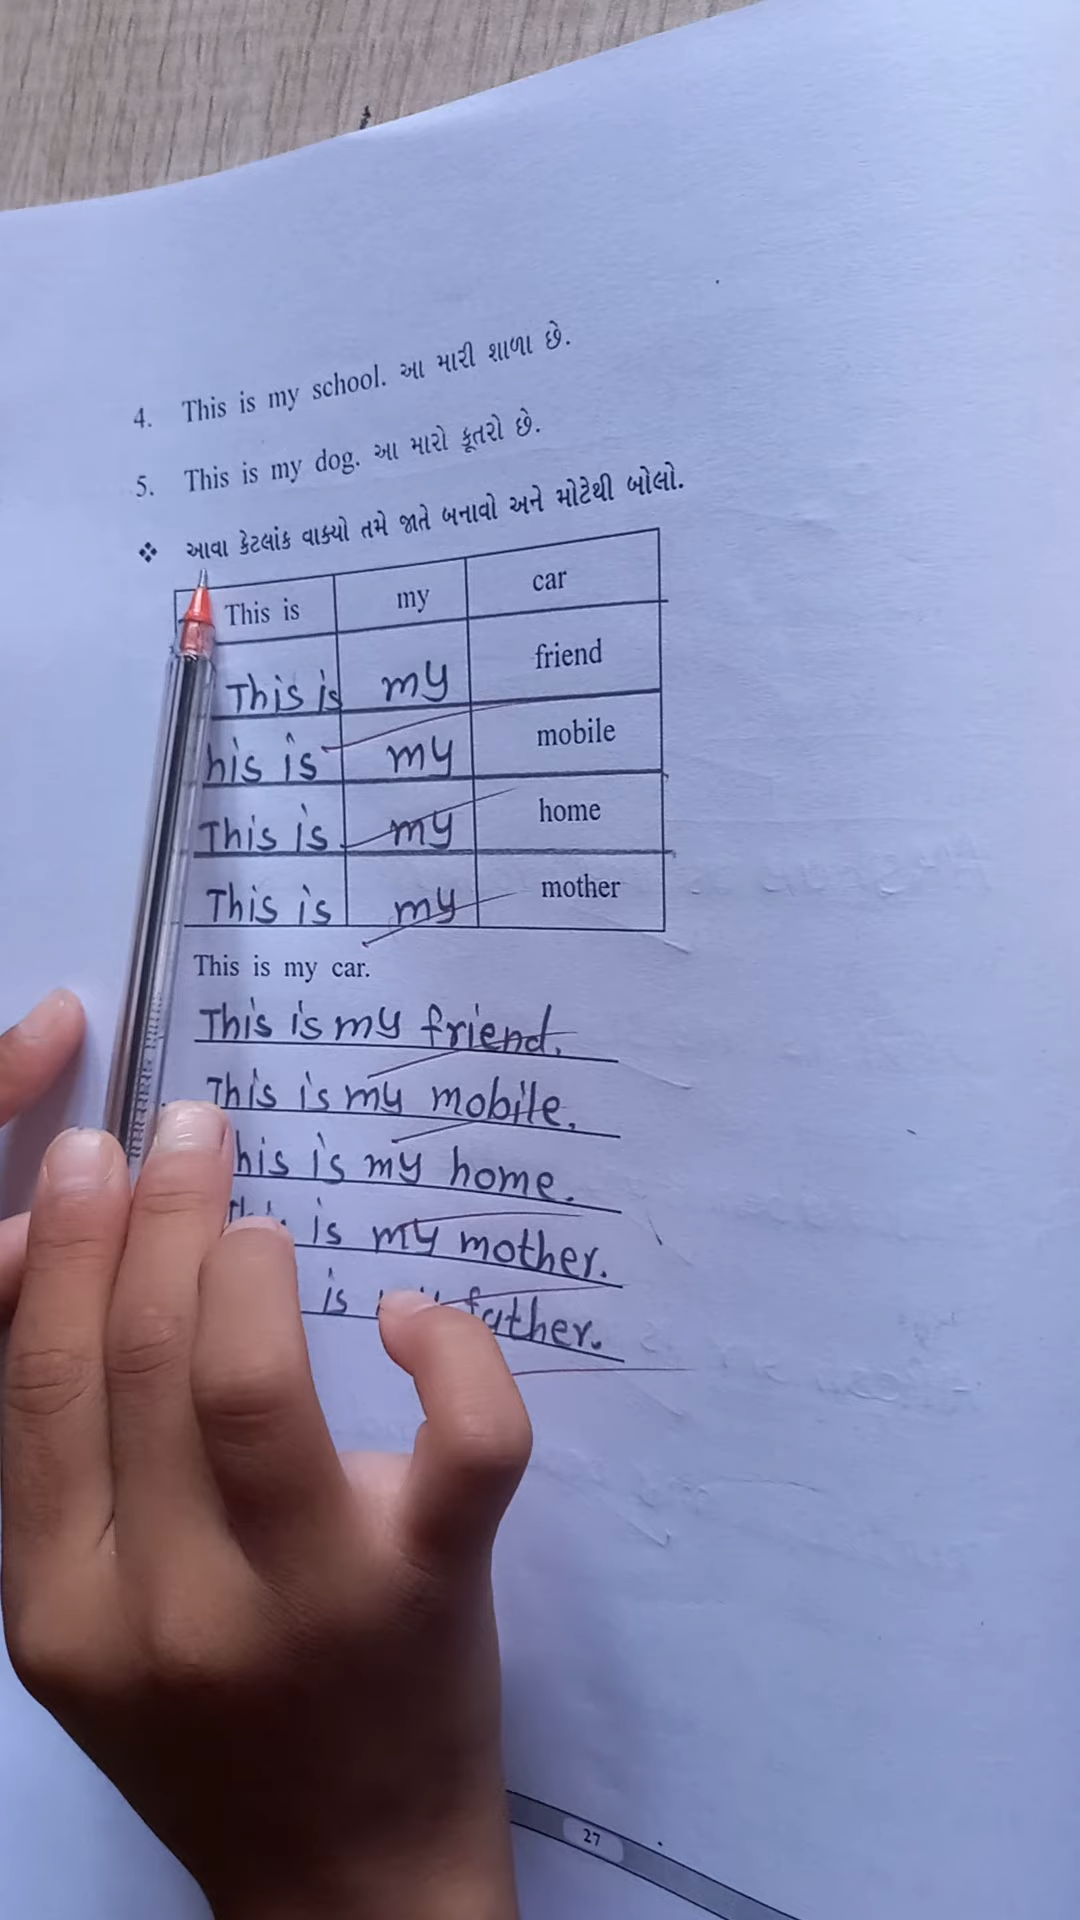 4. This is my school. આ મારી શાળા છે.
5. This is my dog. આ મારો કૂતરો છે.
❖ આવા કેટલાંક વાક્યો તમે જાતે બનાવો અને મોટેથી બોલો.
This is my car
This is my friend
his is my mobile
This is my home
This is my mother
This is my car.
This is my friend.
This is my mobile.
his is my home.
is my mother.
is father.
27